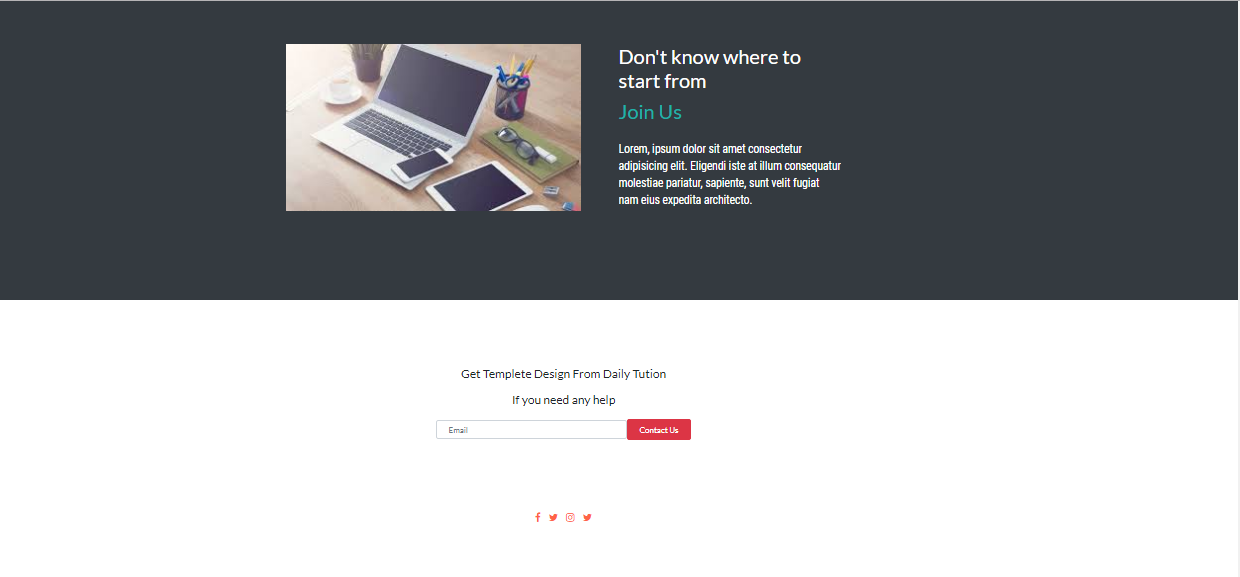 Don't know where to
start from
Join Us
Lorem, ipsum dolor sit amet consectetur
adipisicing elit. Eligendi iste at illum consequatur
molestiae pariatur, sapiente, sunt velit fugiat
nam eius expedita architecto.
Get Templete Design From Daily Tution
If you need any help
Email
Contact Us